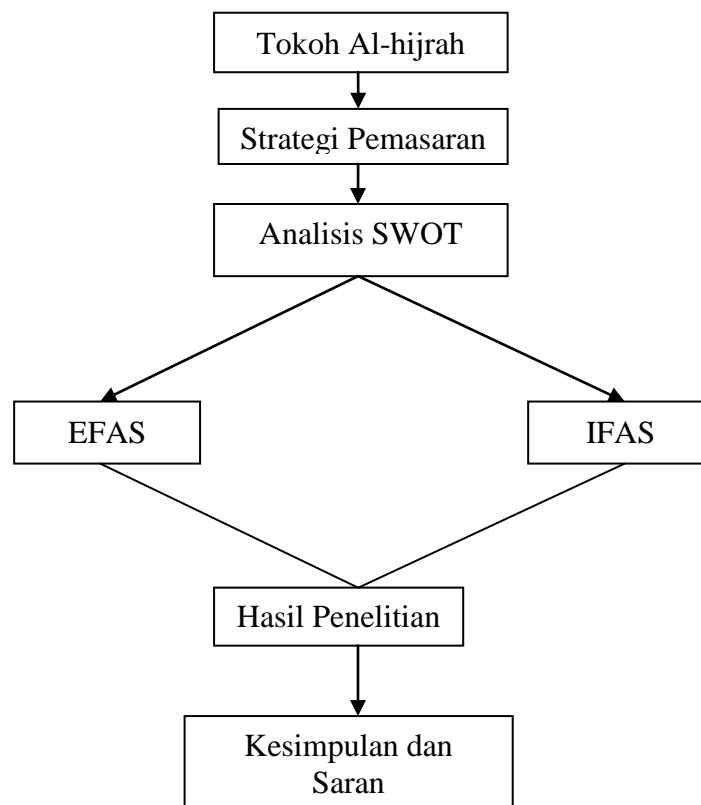 Tokoh Al-hijrah
Strategi Pemasaran
Analisis SWOT
EFAS
IFAS
Hasil Penelitian
Kesimpulan dan
Saran